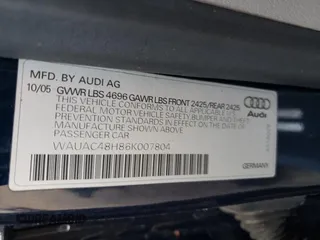 MFD. BY AUDI AG
10/05 GVWR LBS 4696 GAWR LBS FRONT 2425/REAR 2425
THIS VEHICLE CONFORMS TO ALL APPLICABLE
FEDERAL MOTOR VEHICLE SAFETY, BUMPER AND THEFT
PREVENTION STANDARDS IN EFFECT ON THE DATE OF
MANUFACTURE SHOWN ABOVE
PASSENGER CAR
Audi
WAUAC48H86K007804
GERMANY